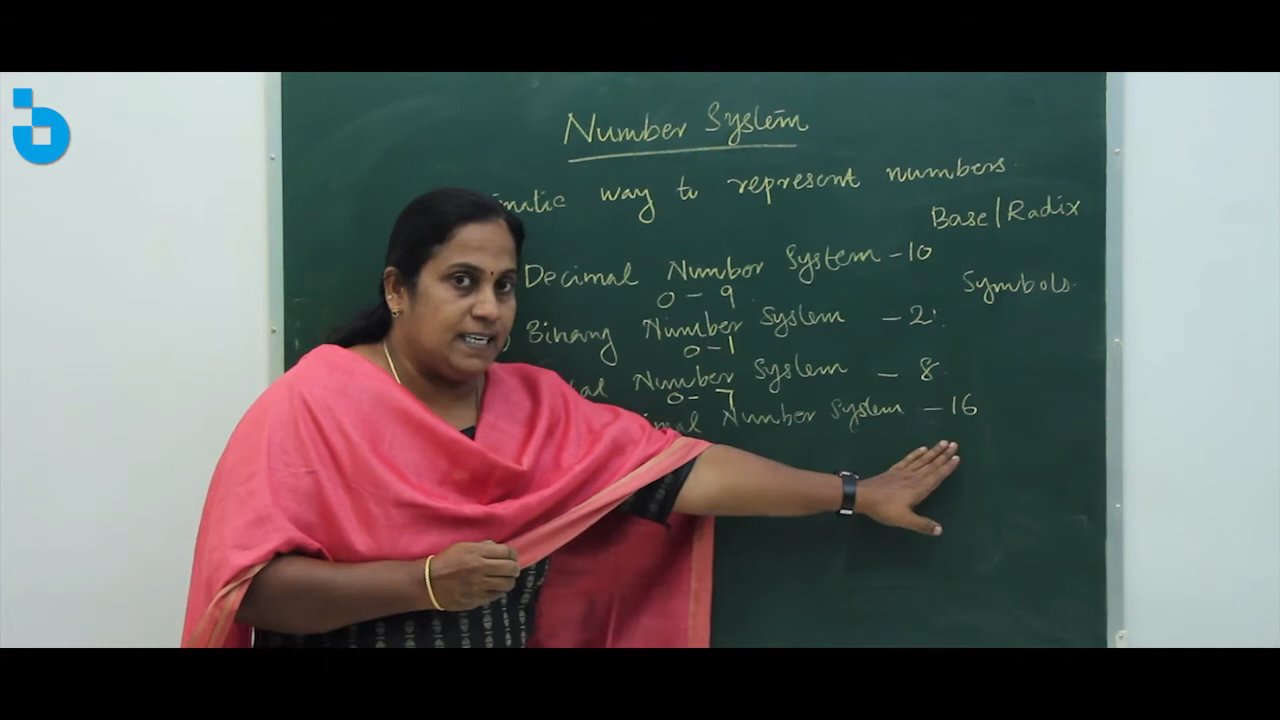 Number System
way to represent numbers
Base/Radix
Decimal Number System - 10
0 - 9
Symbols
Binary Number System - 2
0 - 1
Number System - 8
0 - 7
Number System - 16